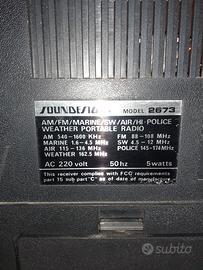 SOUNDESIGN MODEL 2673
AM/FM/MARINE/SW/AIR/HI-POLICE
WEATHER PORTABLE RADIO
AM 540-1600 KHz FM 88-108 MHz
MARINE 1.6-4.5 MHz SW 4.5-12 MHz
AIR 115-136 MHz POLICE 145-174MHz
WEATHER 162.5 MHz
AC 220 volt 50hz 5watts
This receiver complies with FCC requirements
part 15 sub part "C" as of date of manufacture
subito